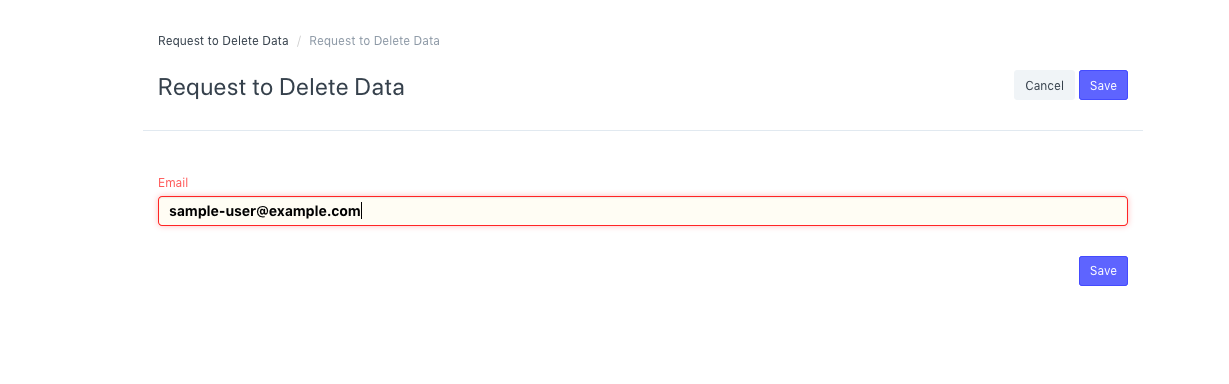 Request to Delete Data / Request to Delete Data
Request to Delete Data
Cancel Save
Email
sample-user@example.com
Save